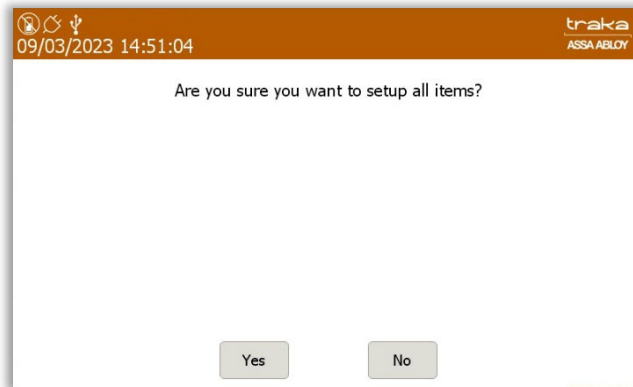 traka
09/03/2023 14:51:04
ASSA ABLOY
Are you sure you want to setup all items?
Yes
No